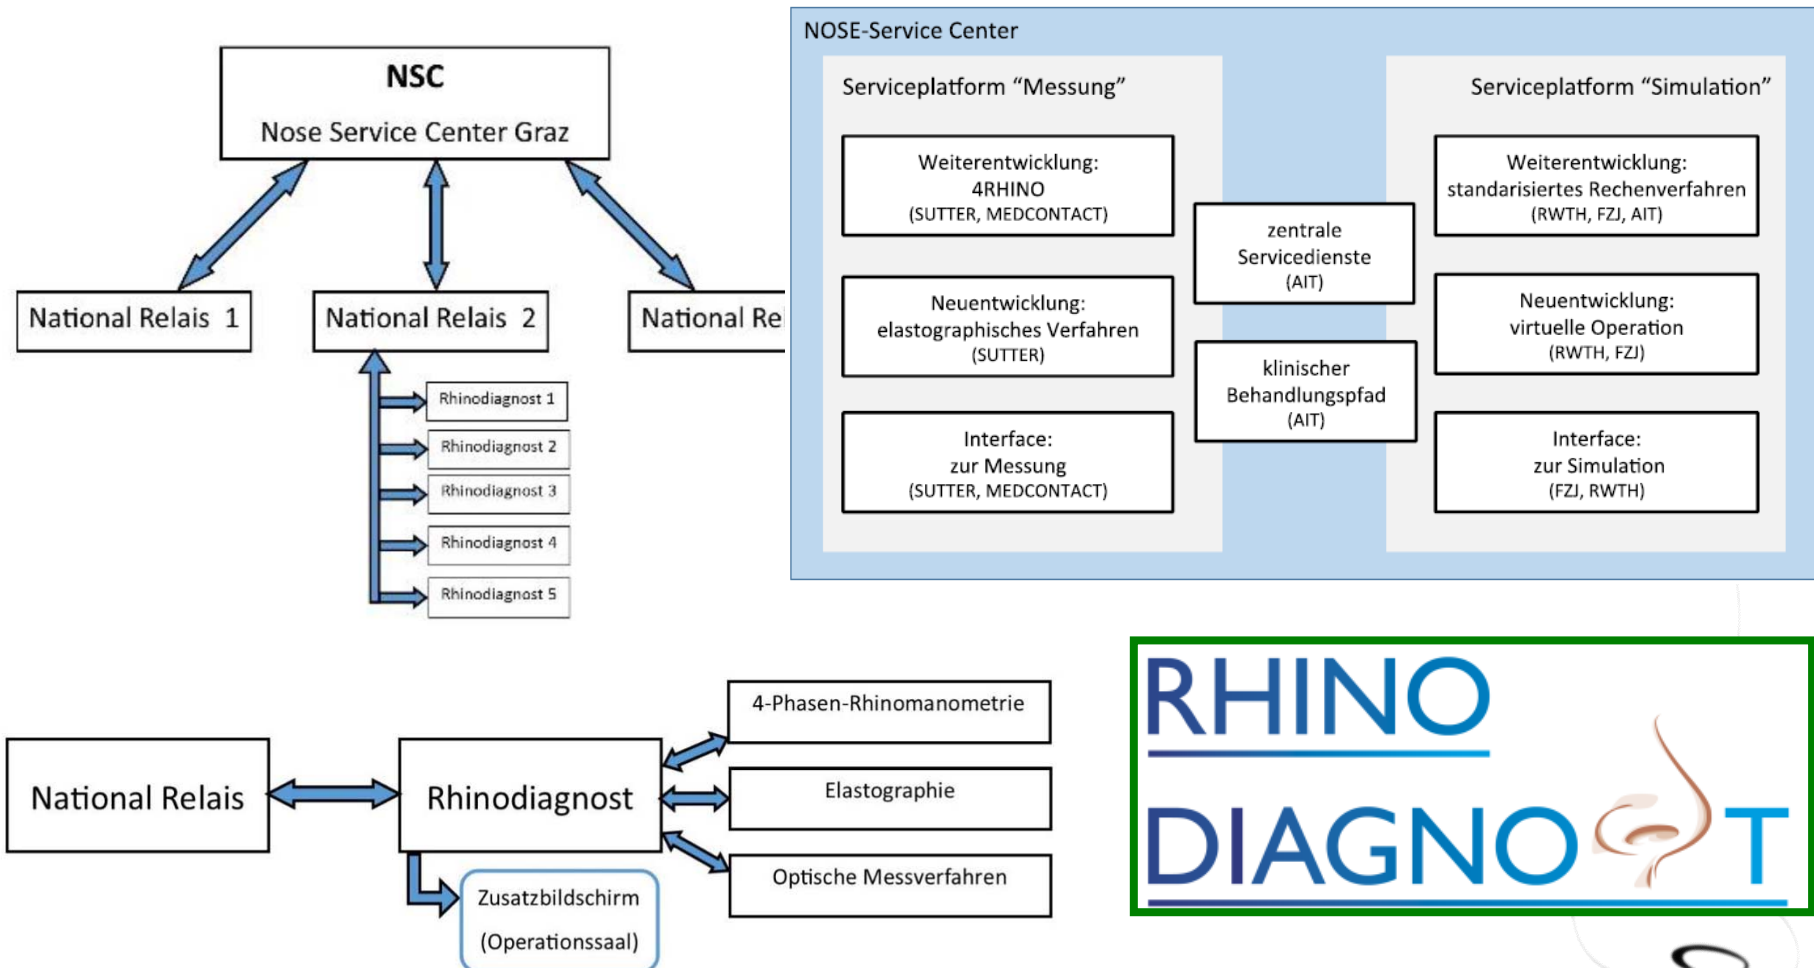 NSC
Nose Service Center Graz
National Relais 1
National Relais 2
National Re
Rhinodiagnost 1
Rhinodiagnost 2
Rhinodiagnost 3
Rhinodiagnost 4
Rhinodiagnost 5
NOSE-Service Center
Serviceplatform “Messung”
Weiterentwicklung:
4RHINO
(SUTTER, MEDCONTACT)
Neuentwicklung:
elastographisches Verfahren
(SUTTER)
Interface:
zur Messung
(SUTTER, MEDCONTACT)
zentrale
Servicedienste
(AIT)
klinischer
Behandlungspfad
(AIT)
Serviceplatform “Simulation”
Weiterentwicklung:
standarisiertes Rechenverfahren
(RWTH, FZJ, AIT)
Neuentwicklung:
virtuelle Operation
(RWTH, FZJ)
Interface:
zur Simulation
(FZJ, RWTH)
National Relais
Rhinodiagnost
Zusatzbildschirm
(Operationssaal)
4-Phasen-Rhinomanometrie
Elastographie
Optische Messverfahren
RHINO
DIAGNOST